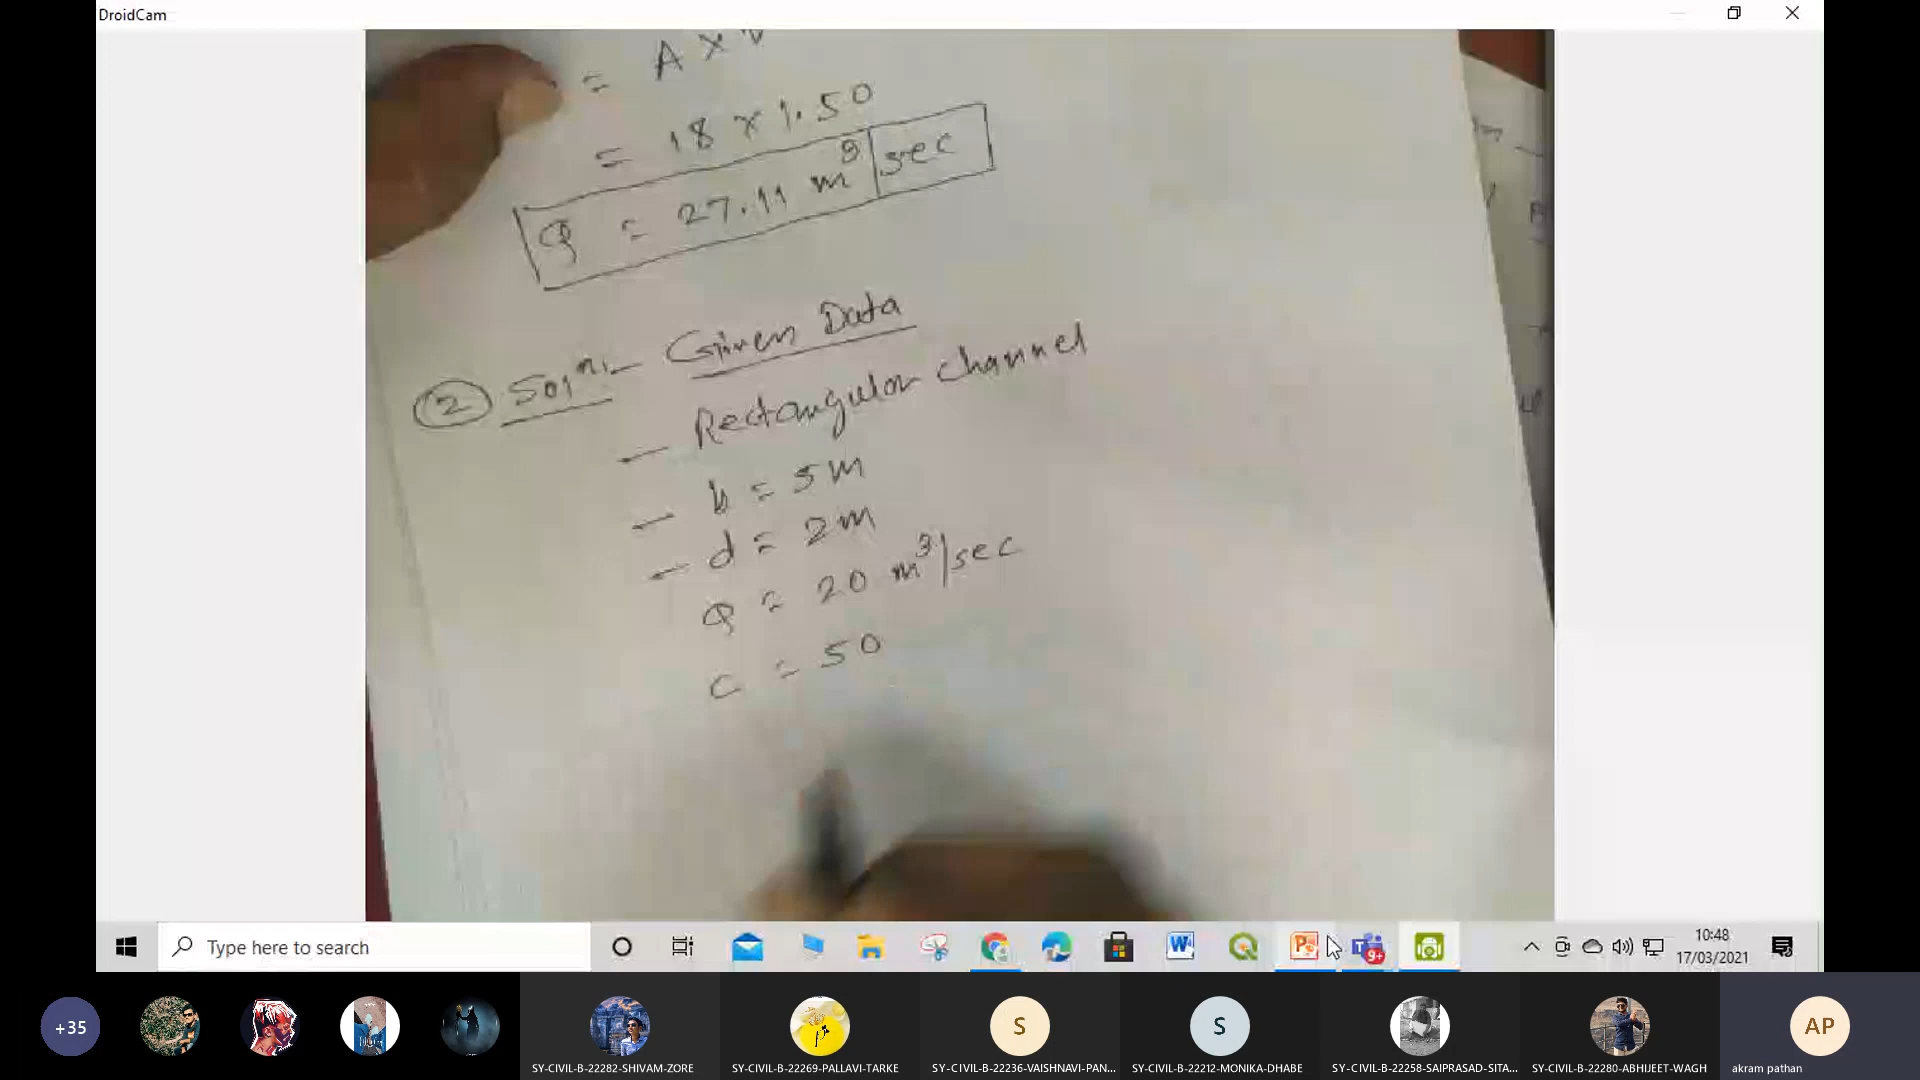 DroidCam
= A × V
= 18 × 1.50
Q = 27.11 m³/sec
② Solⁿ:- Given Data
— Rectangular channel
— b = 5m
— d = 2m
Q = 20 m³/sec
C = 50
Type here to search
9+
10:48
17/03/2021
+35
S
S
AP
SY-CIVIL-B-22282-SHIVAM-ZORE
SY-CIVIL-B-22269-PALLAVI-TARKE
SY-CIVIL-B-22236-VAISHNAVI-PAN...
SY-CIVIL-B-22212-MONIKA-DHABE
SY-CIVIL-B-22258-SAIPRASAD-SITA...
SY-CIVIL-B-22280-ABHIJEET-WAGH
akram pathan